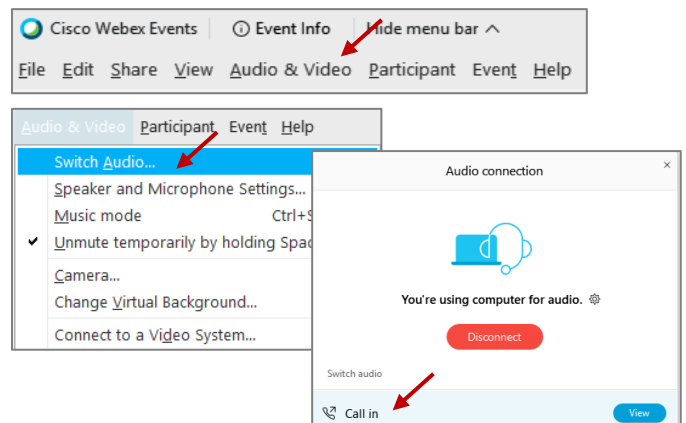 Cisco Webex Events Event Info Hide menu bar
File Edit Share View Audio & Video Participant Event Help
Audio & Video Participant Event Help
Switch Audio...
Speaker and Microphone Settings...
Music mode Ctrl+S
Unmute temporarily by holding Spac
Camera...
Change Virtual Background...
Connect to a Video System...
Audio connection
You're using computer for audio.
Disconnect
Switch audio
Call in View